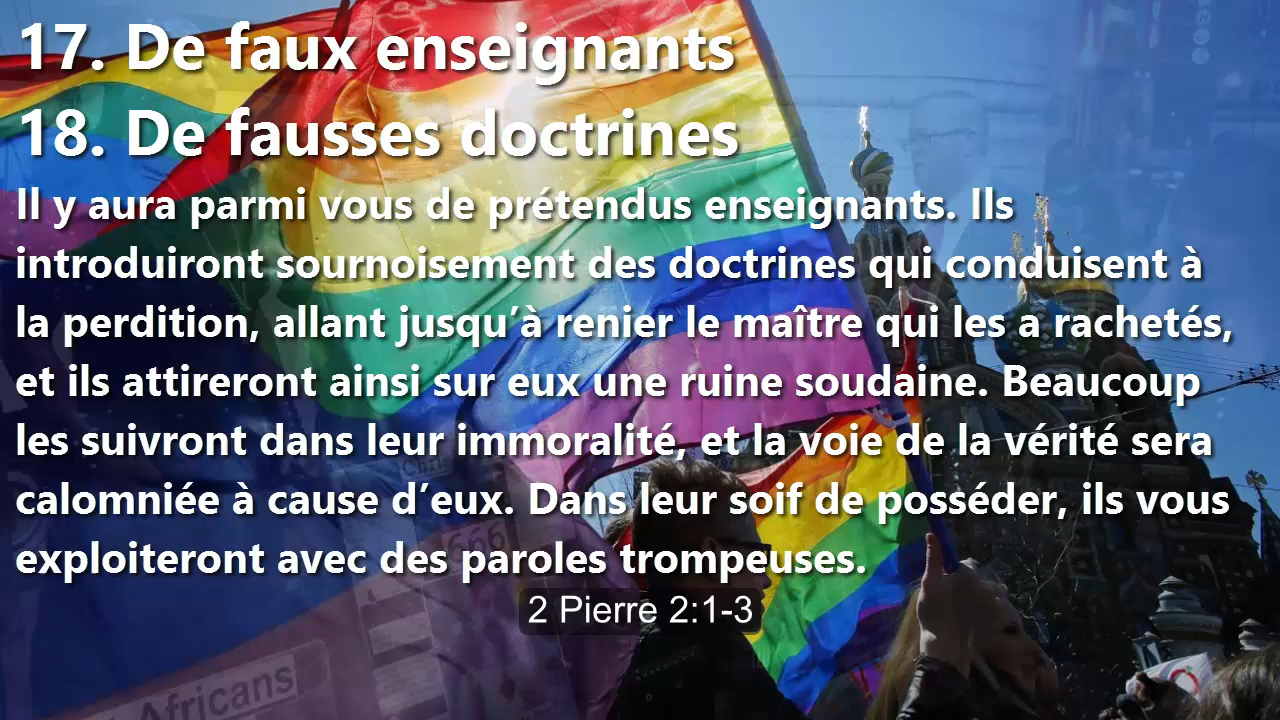 17. De faux enseignants
18. De fausses doctrines
Il y aura parmi vous de prétendus enseignants. Ils
introduiront sournoisement des doctrines qui conduisent à
la perdition, allant jusqu’à renier le maître qui les a rachetés,
et ils attireront ainsi sur eux une ruine soudaine. Beaucoup
les suivront dans leur immoralité, et la voie de la vérité sera
calomniée à cause d’eux. Dans leur soif de posséder, ils vous
exploiteront avec des paroles trompeuses.
2 Pierre 2:1-3
666
Africans